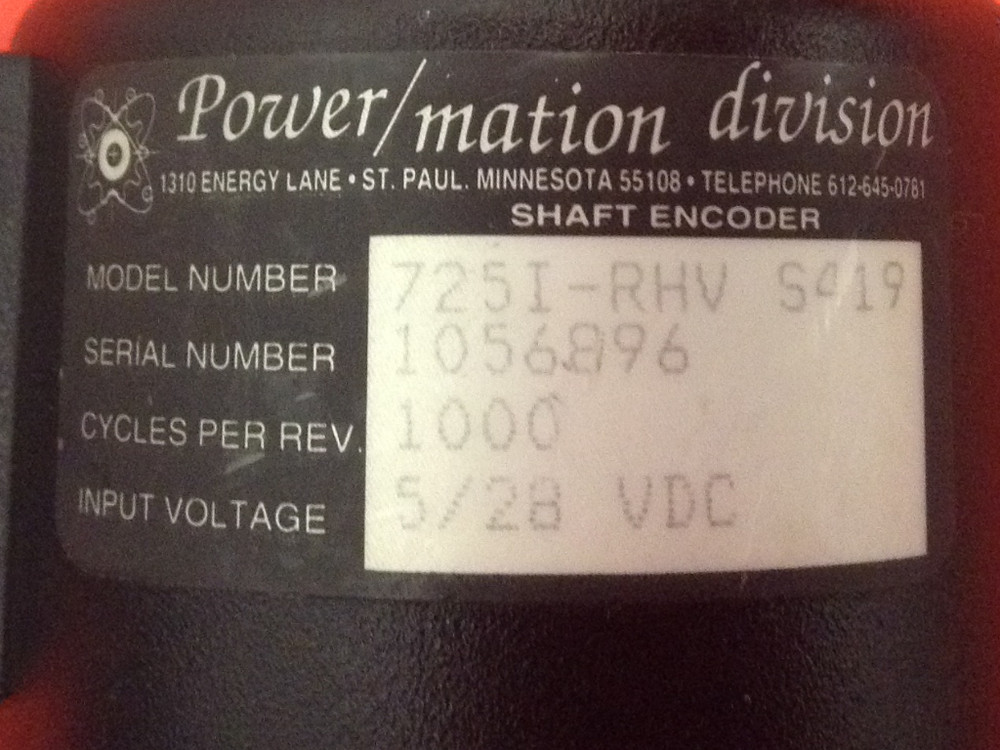 Power/mation division
1310 ENERGY LANE • ST. PAUL. MINNESOTA 55108 • TELEPHONE 612-645-0781
SHAFT ENCODER
MODEL NUMBER 725I-RHV S419
SERIAL NUMBER 1056896
CYCLES PER REV. 1000
INPUT VOLTAGE 5/28 VDC